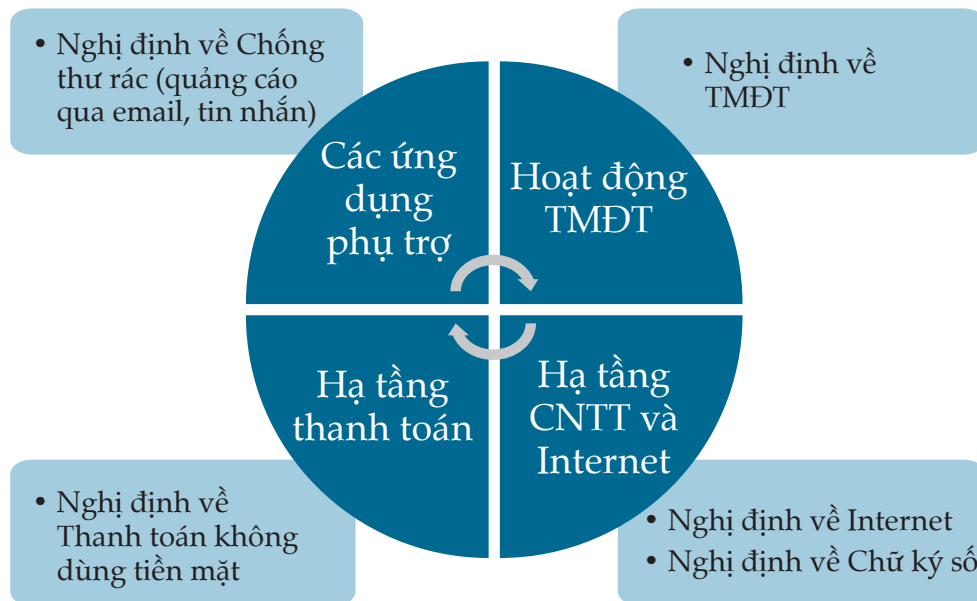 • Nghị định về Chống
thư rác (quảng cáo
qua email, tin nhắn)
• Nghị định về
TMĐT
Các ứng
dụng
phụ trợ
Hoạt động
TMĐT
Hạ tầng
thanh toán
Hạ tầng
CNTT và
Internet
• Nghị định về
Thanh toán không
dùng tiền mặt
• Nghị định về Internet
• Nghị định về Chữ ký số